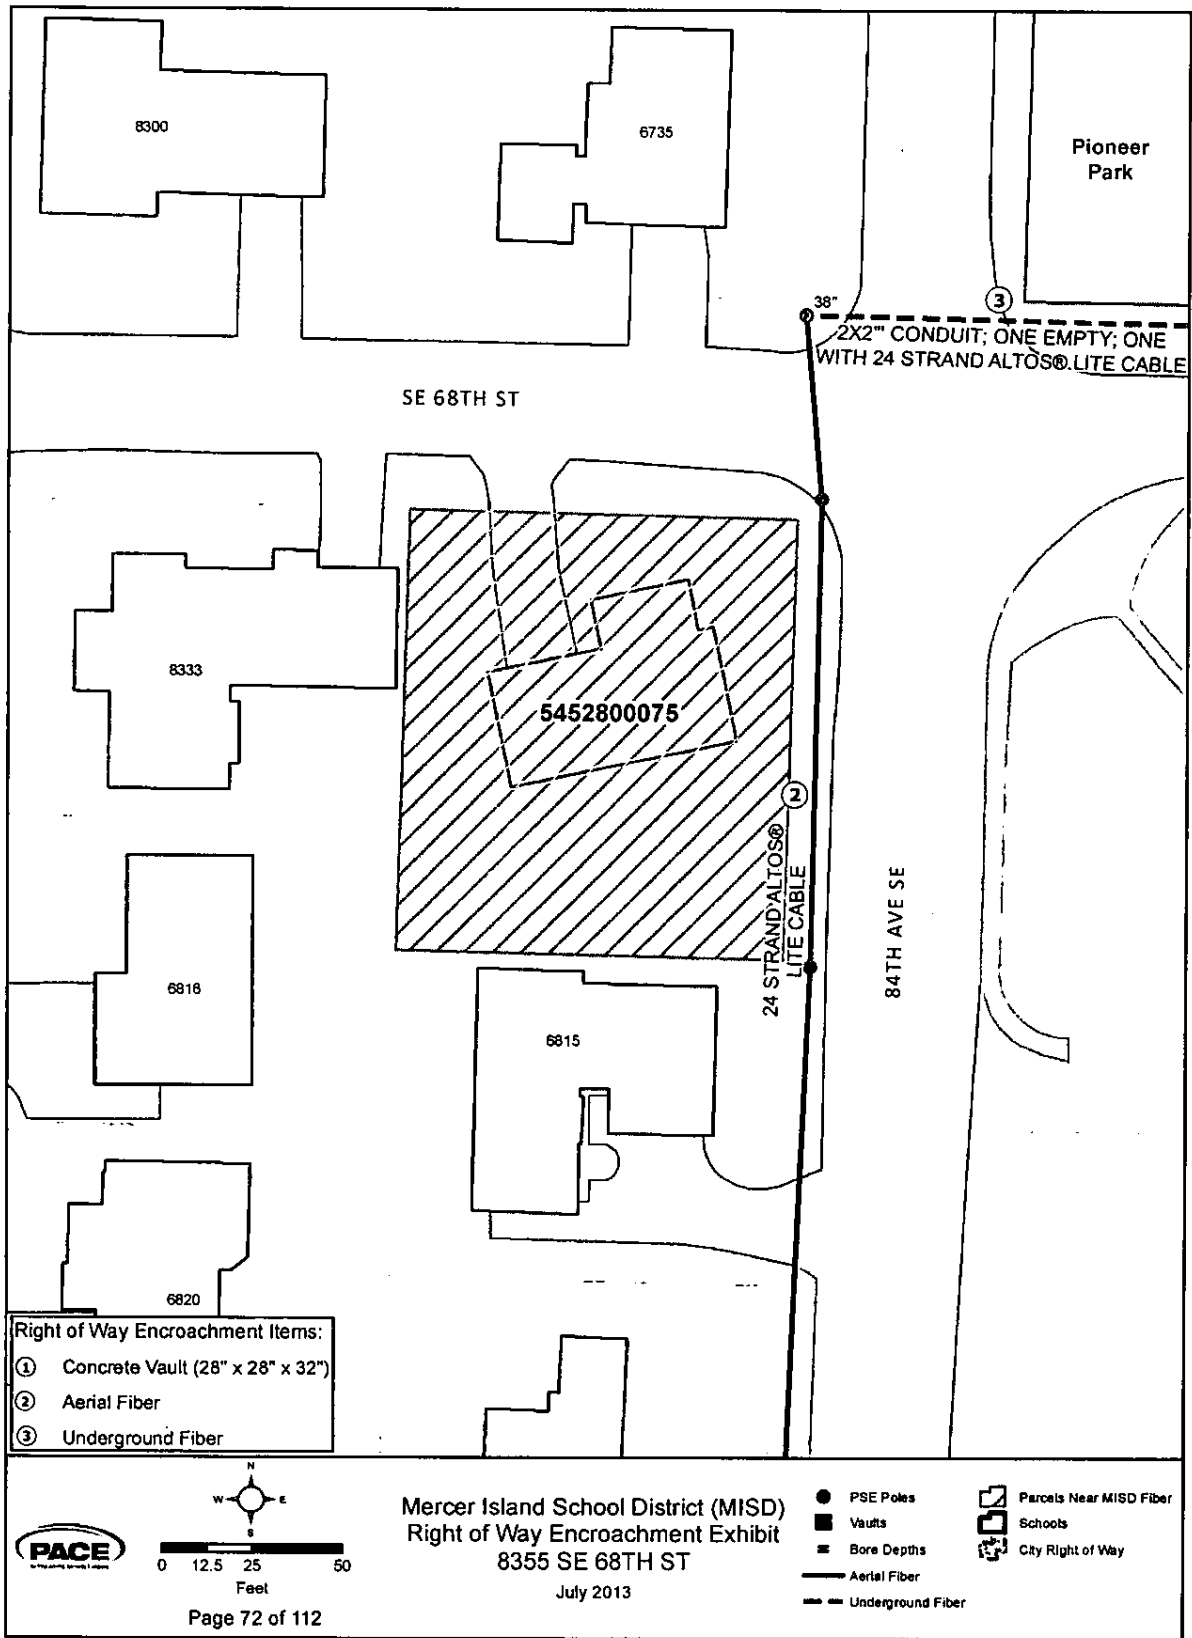 8300
6735
Pioneer
Park
38"
3
2X2"' CONDUIT; ONE EMPTY; ONE
WITH 24 STRAND ALTOS® LITE CABLE
SE 68TH ST
8333
5452800075
2
24 STRAND ALTOS®
LITE CABLE
84TH AVE SE
6816
6815
6820
Right of Way Encroachment Items:
1 Concrete Vault (28" x 28" x 32")
2 Aerial Fiber
3 Underground Fiber
N
W E
S
PACE
0 12.5 25 50
Feet
Page 72 of 112
Mercer Island School District (MISD)
Right of Way Encroachment Exhibit
8355 SE 68TH ST
July 2013
PSE Poles
Vaults
Bore Depths
Aerial Fiber
Underground Fiber
Parcels Near MISD Fiber
Schools
City Right of Way